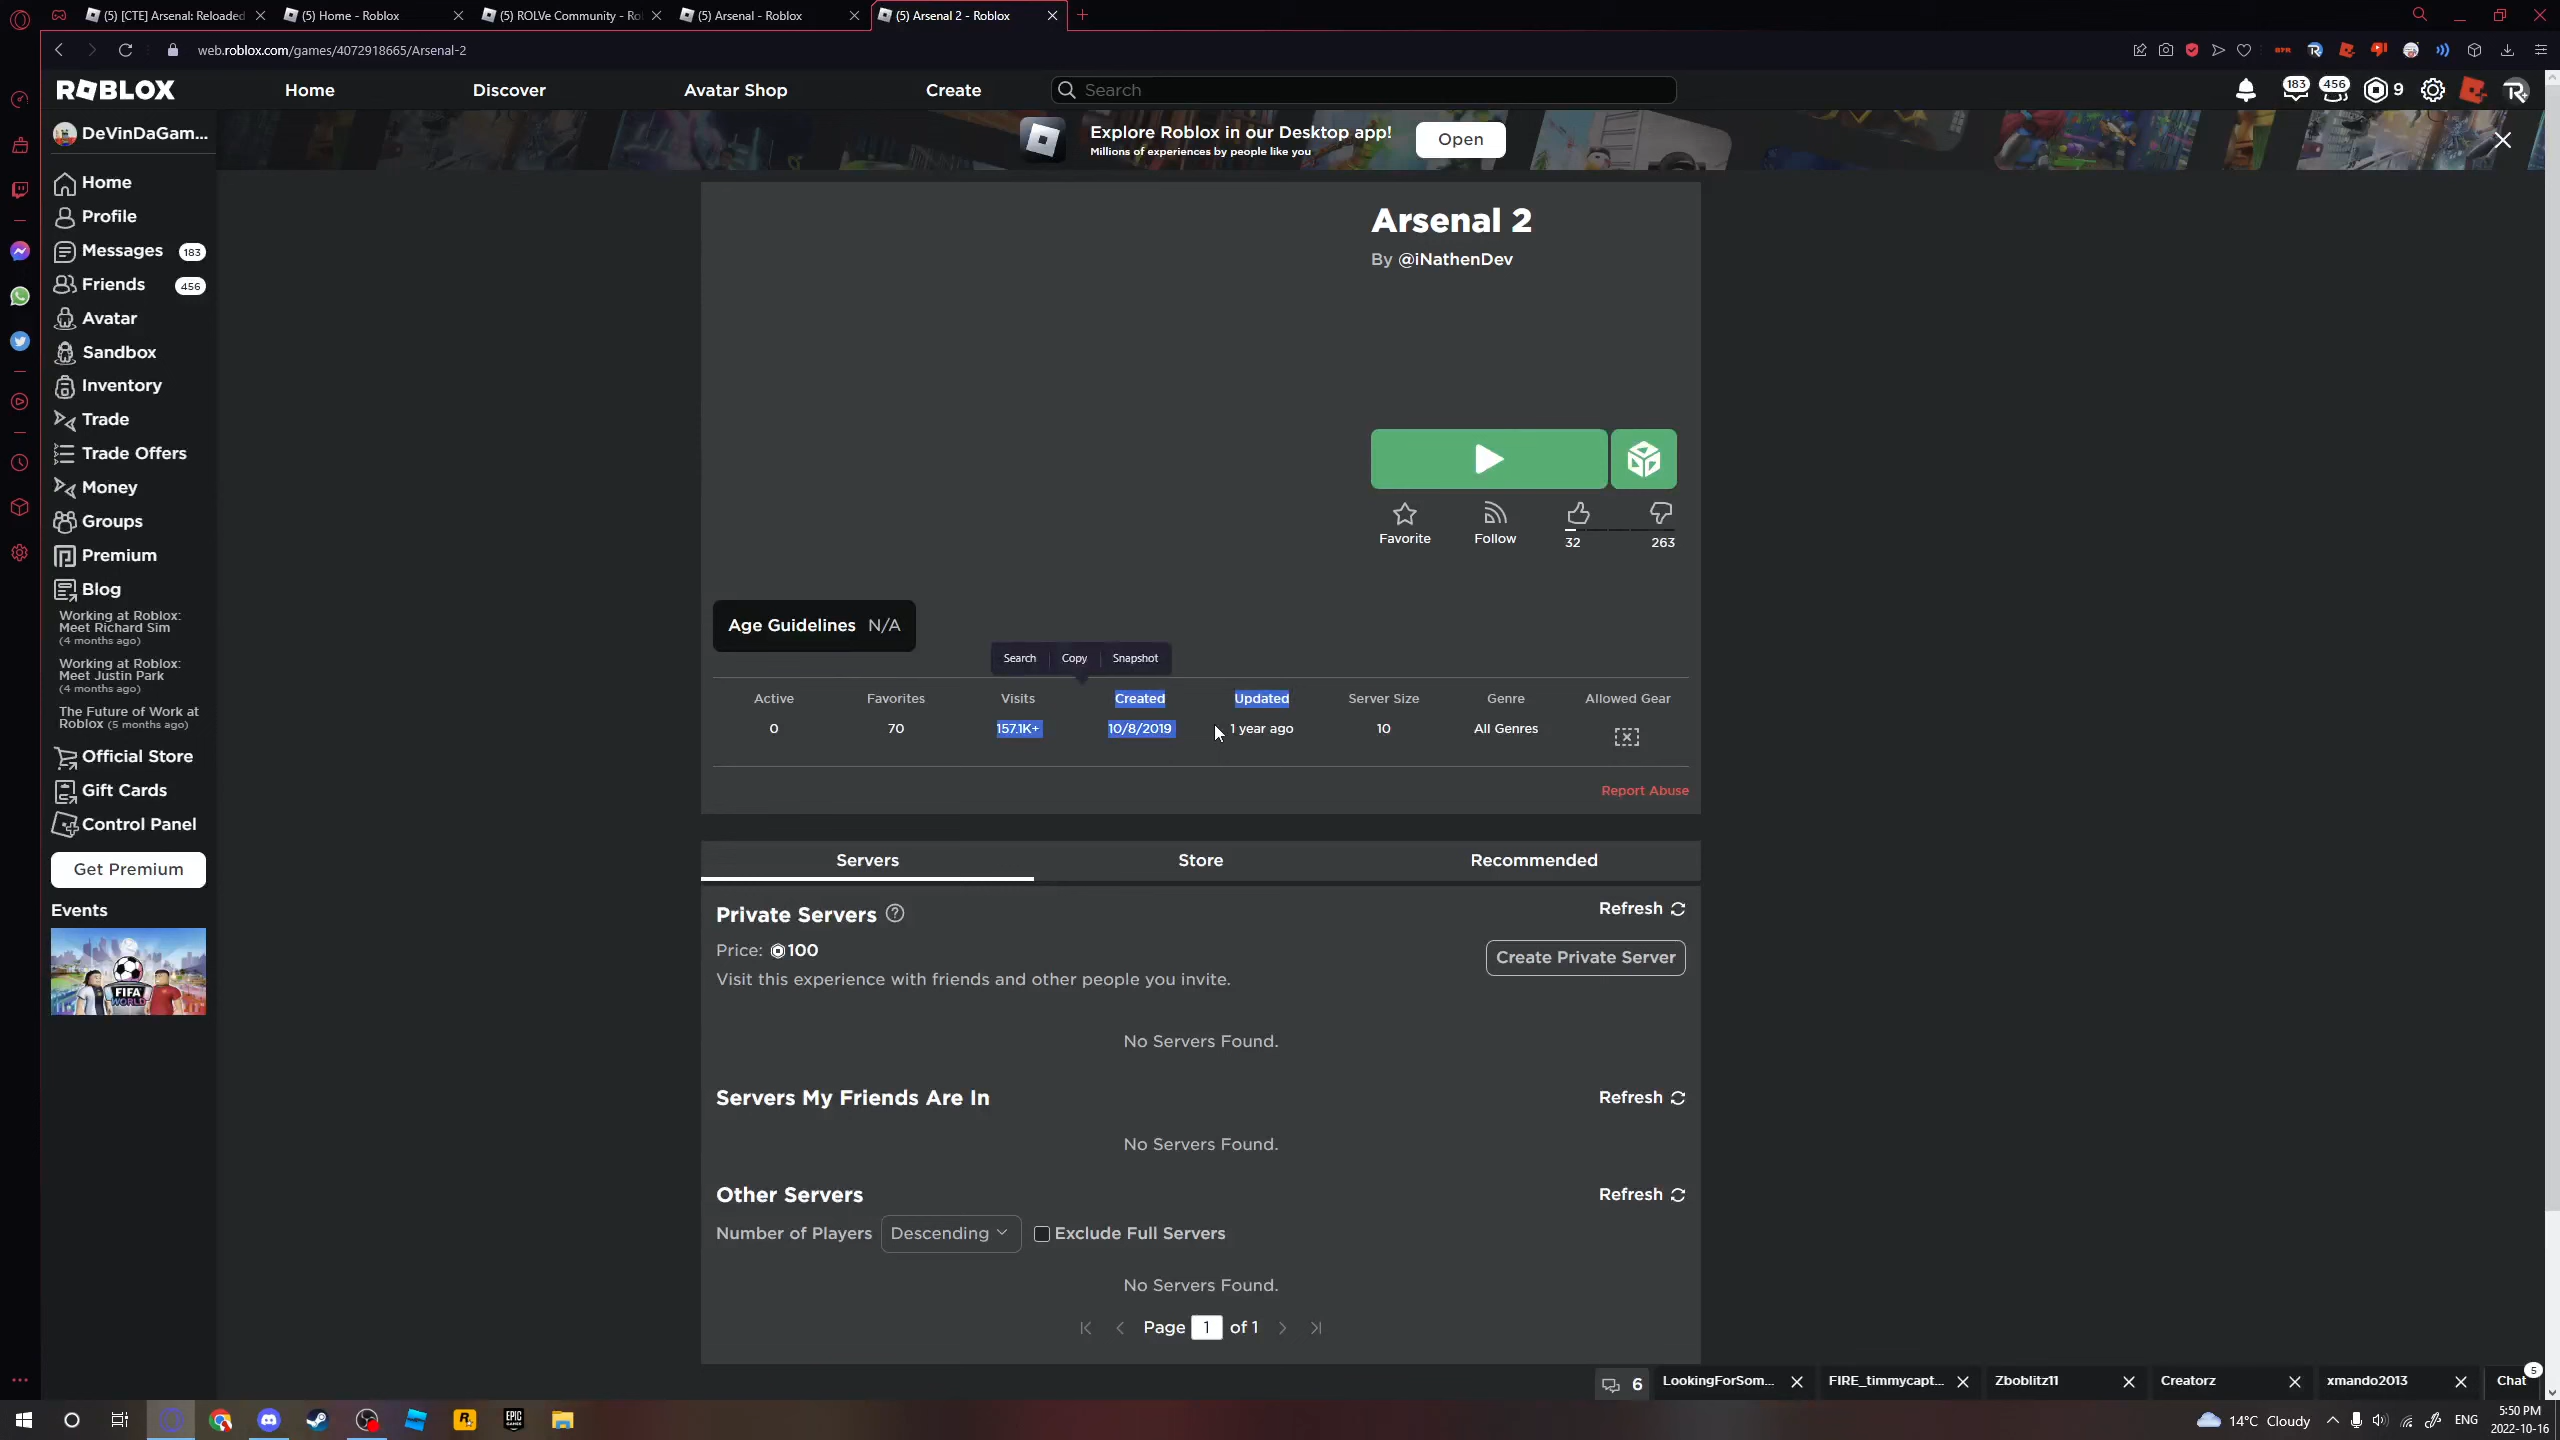 (5) [CTE] Arsenal: Reloaded
(5) Home - Roblox
(5) ROLVe Community - Ro
(5) Arsenal - Roblox
(5) Arsenal 2 - Roblox
web.roblox.com/games/4072918665/Arsenal-2
ROBLOX
Home
Discover
Avatar Shop
Create
Search
183
456
9
DeVinDaGam...
Explore Roblox in our Desktop app!
Millions of experiences by people like you
Open
Home
Profile
Messages 183
Friends 456
Avatar
Sandbox
Inventory
Trade
Trade Offers
Money
Groups
Premium
Blog
Working at Roblox:
Meet Richard Sim
(4 months ago)
Working at Roblox:
Meet Justin Park
(4 months ago)
The Future of Work at
Roblox (5 months ago)
Official Store
Gift Cards
Control Panel
Get Premium
Events
FIFA
WORLD
Arsenal 2
By @iNathenDev
Favorite
Follow
32
263
Age Guidelines N/A
Search Copy Snapshot
Active Favorites Visits Created Updated Server Size Genre Allowed Gear
0 70 157.1K+ 10/8/2019 1 year ago 10 All Genres
Report Abuse
Servers
Store
Recommended
Private Servers
Refresh
Price: 100
Create Private Server
Visit this experience with friends and other people you invite.
No Servers Found.
Servers My Friends Are In
Refresh
No Servers Found.
Other Servers
Refresh
Number of Players Descending Exclude Full Servers
No Servers Found.
Page 1 of 1
6
LookingForSom...
FIRE_timmycapt...
Zboblitz11
Creatorz
xmando2013
Chat
5
EPIC
GAMES
14°C Cloudy
ENG
5:50 PM
2022-10-16